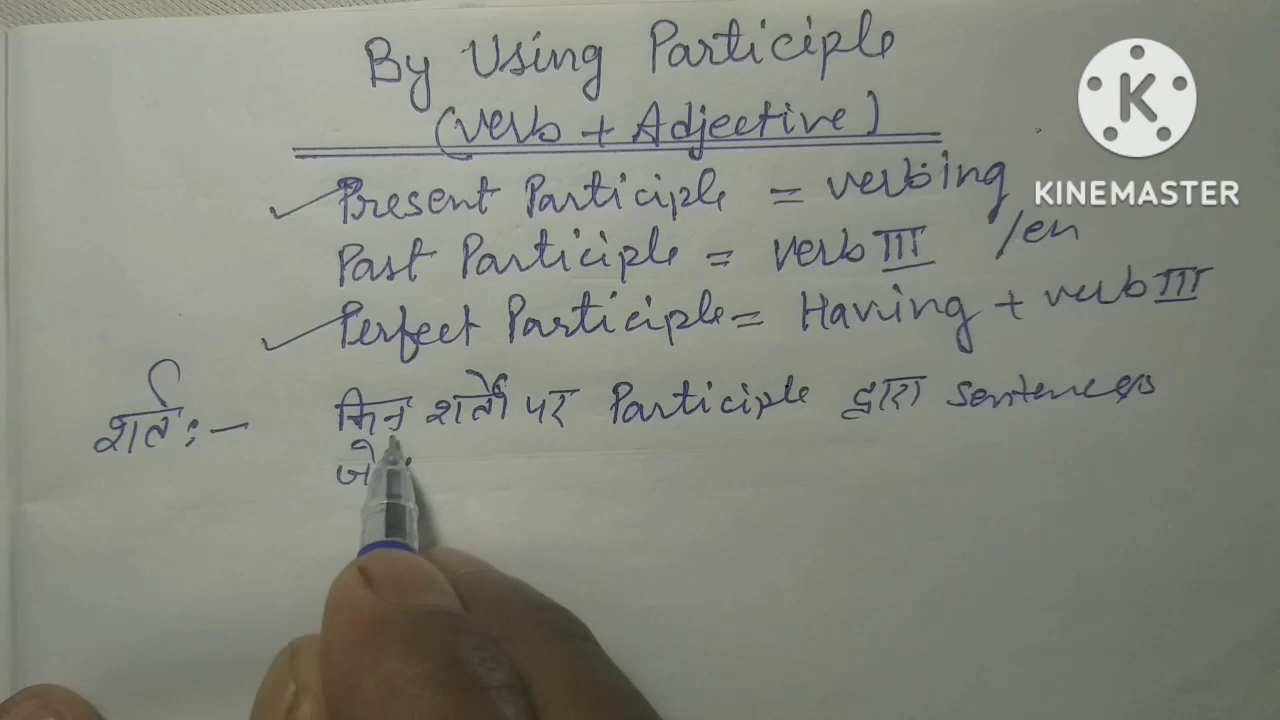 By Using Participle
(Verb + Adjective)
Present Participle = verbing
Past Participle = verb III /en
Perfect Participle = Having + verb III
शर्त :- किन शर्तों पर Participle द्वारा sentences
K
KINEMASTER